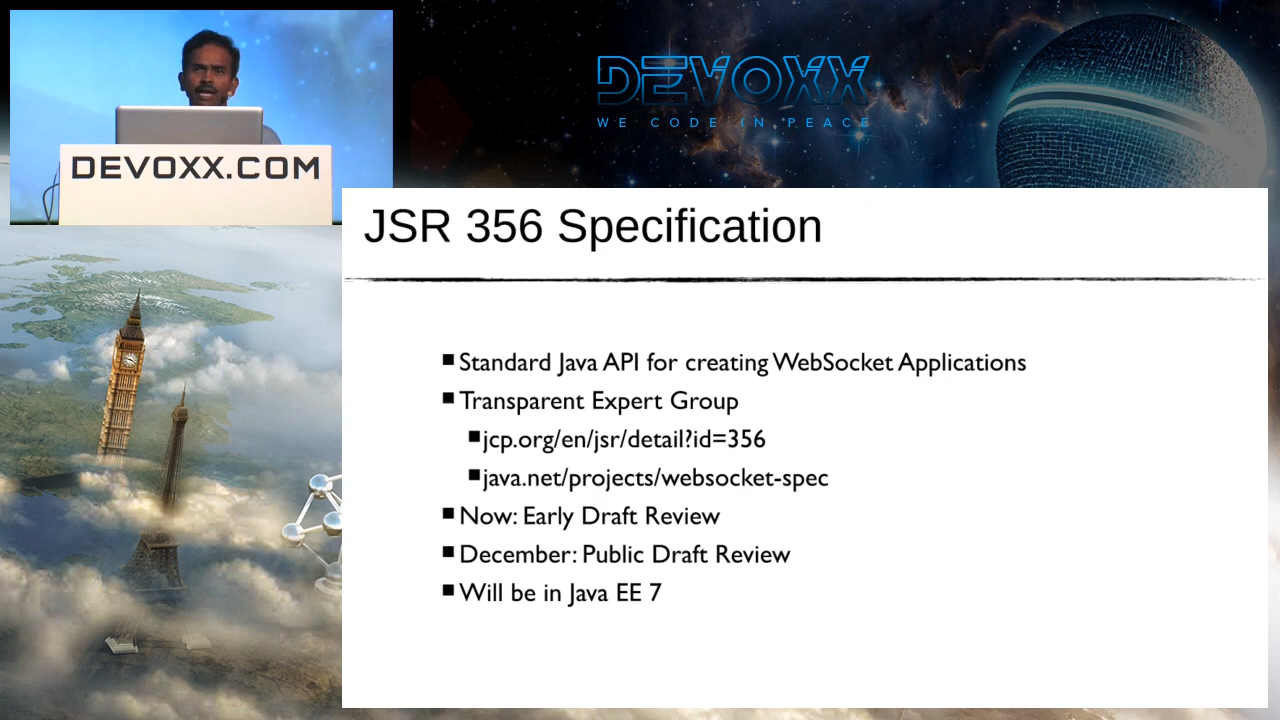 DEVOXX
WE CODE IN PEACE
DEVOXX.COM
JSR 356 Specification
Standard Java API for creating WebSocket Applications
Transparent Expert Group
jcp.org/en/jsr/detail?id=356
java.net/projects/websocket-spec
Now: Early Draft Review
December: Public Draft Review
Will be in Java EE 7